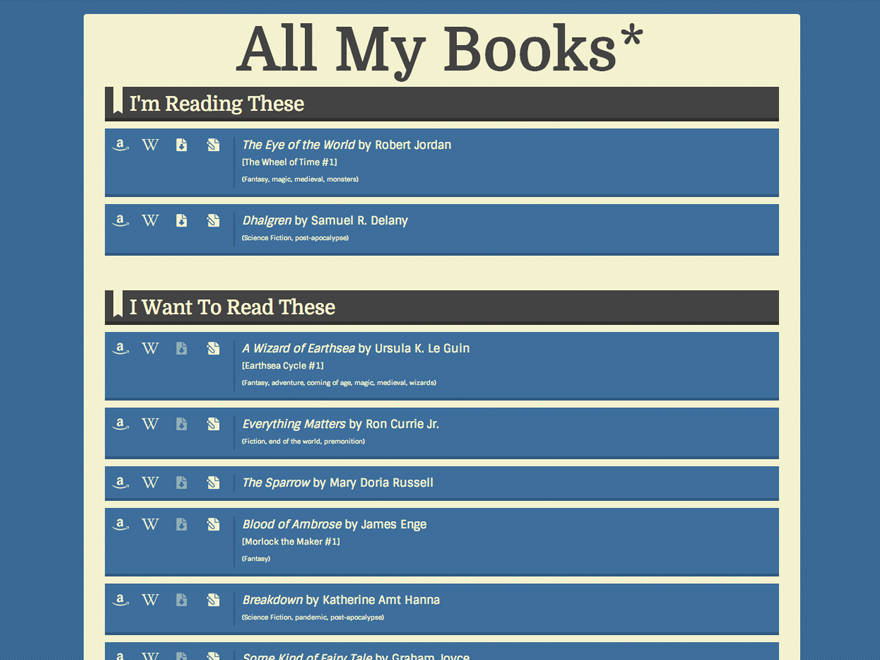 All My Books*
I'm Reading These
a W The Eye of the World by Robert Jordan
[The Wheel of Time #1]
(Fantasy, magic, medieval, monsters)
a W Dhalgren by Samuel R. Delany
(Science Fiction, post-apocalypse)
I Want To Read These
a W A Wizard of Earthsea by Ursula K. Le Guin
[Earthsea Cycle #1]
(Fantasy, adventure, coming of age, magic, medieval, wizards)
a W Everything Matters by Ron Currie Jr.
(Fiction, end of the world, premonition)
a W The Sparrow by Mary Doria Russell
a W Blood of Ambrose by James Enge
[Morlock the Maker #1]
(Fantasy)
a W Breakdown by Katherine Amt Hanna
(Science Fiction, pandemic, post-apocalypse)
a W Some Kind of Fairy Tale by Graham Joyce